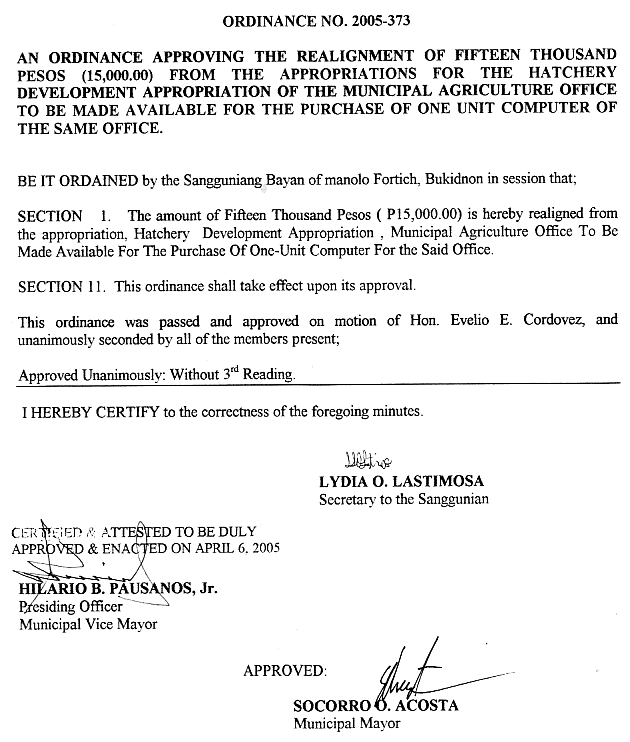 ORDINANCE NO. 2005-373
AN ORDINANCE APPROVING THE REALIGNMENT OF FIFTEEN THOUSAND
PESOS (15,000.00) FROM THE APPROPRIATIONS FOR THE HATCHERY
DEVELOPMENT APPROPRIATION OF THE MUNICIPAL AGRICULTURE OFFICE
TO BE MADE AVAILABLE FOR THE PURCHASE OF ONE UNIT COMPUTER OF
THE SAME OFFICE.
BE IT ORDAINED by the Sangguniang Bayan of manolo Fortich, Bukidnon in session that;
SECTION 1. The amount of Fifteen Thousand Pesos ( P15,000.00) is hereby realigned from
the appropriation, Hatchery Development Appropriation , Municipal Agriculture Office To Be
Made Available For The Purchase Of One-Unit Computer For the Said Office.
SECTION 11. This ordinance shall take effect upon its approval.
This ordinance was passed and approved on motion of Hon. Evelio E. Cordovez, and
unanimously seconded by all of the members present;
Approved Unanimously: Without 3rd Reading.
I HEREBY CERTIFY to the correctness of the foregoing minutes.
LYDIA O. LASTIMOSA
Secretary to the Sanggunian
CERTIFIED & ATTESTED TO BE DULY
APPROVED & ENACTED ON APRIL 6, 2005
HILARIO B. PAUSANOS, Jr.
Presiding Officer
Municipal Vice Mayor
APPROVED:
SOCORRO O. ACOSTA
Municipal Mayor